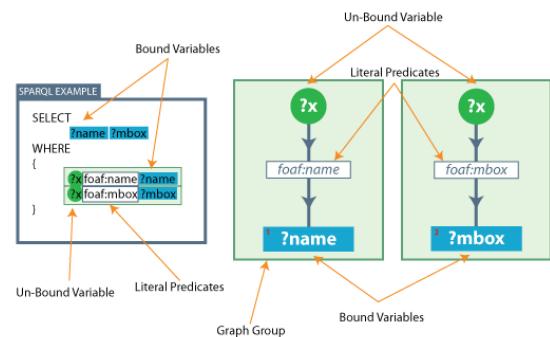 Un-Bound Variable
Bound Variables
Literal Predicates
SPARQL EXAMPLE
SELECT
?name ?mbox
WHERE
{
?x foaf:name ?name
?x foaf:mbox ?mbox
}
Un-Bound Variable
Literal Predicates
?x
foaf:name
1 ?name
?x
foaf:mbox
2 ?mbox
Graph Group
Bound Variables